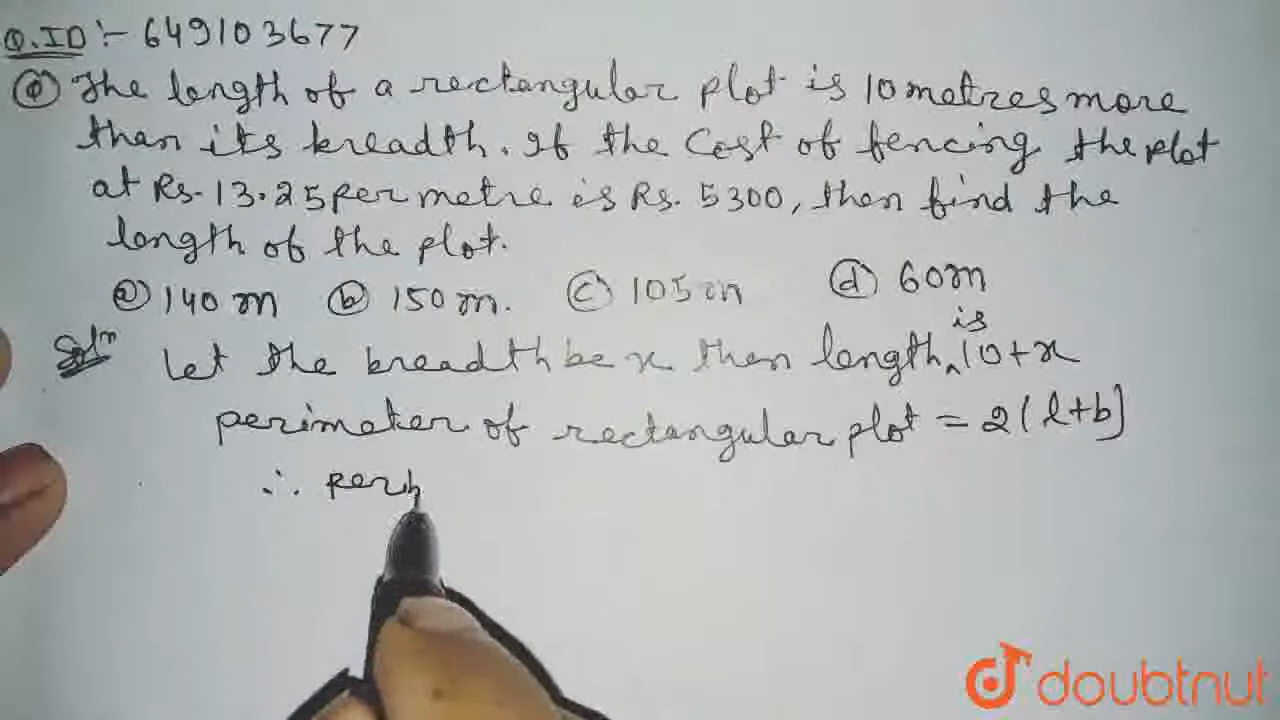 Q.ID:- 649103677
Q The length of a rectangular plot is 10 metres more
than its breadth. If the cost of fencing the plot
at Rs. 13.25 per metre is Rs. 5300, then find the
length of the plot.
a 140 m b 150 m. c 105 m d 60 m
Soln Let the breadth be x then length is 10+x
perimeter of rectangular plot = 2(l+b)
∴ peri
doubtnut